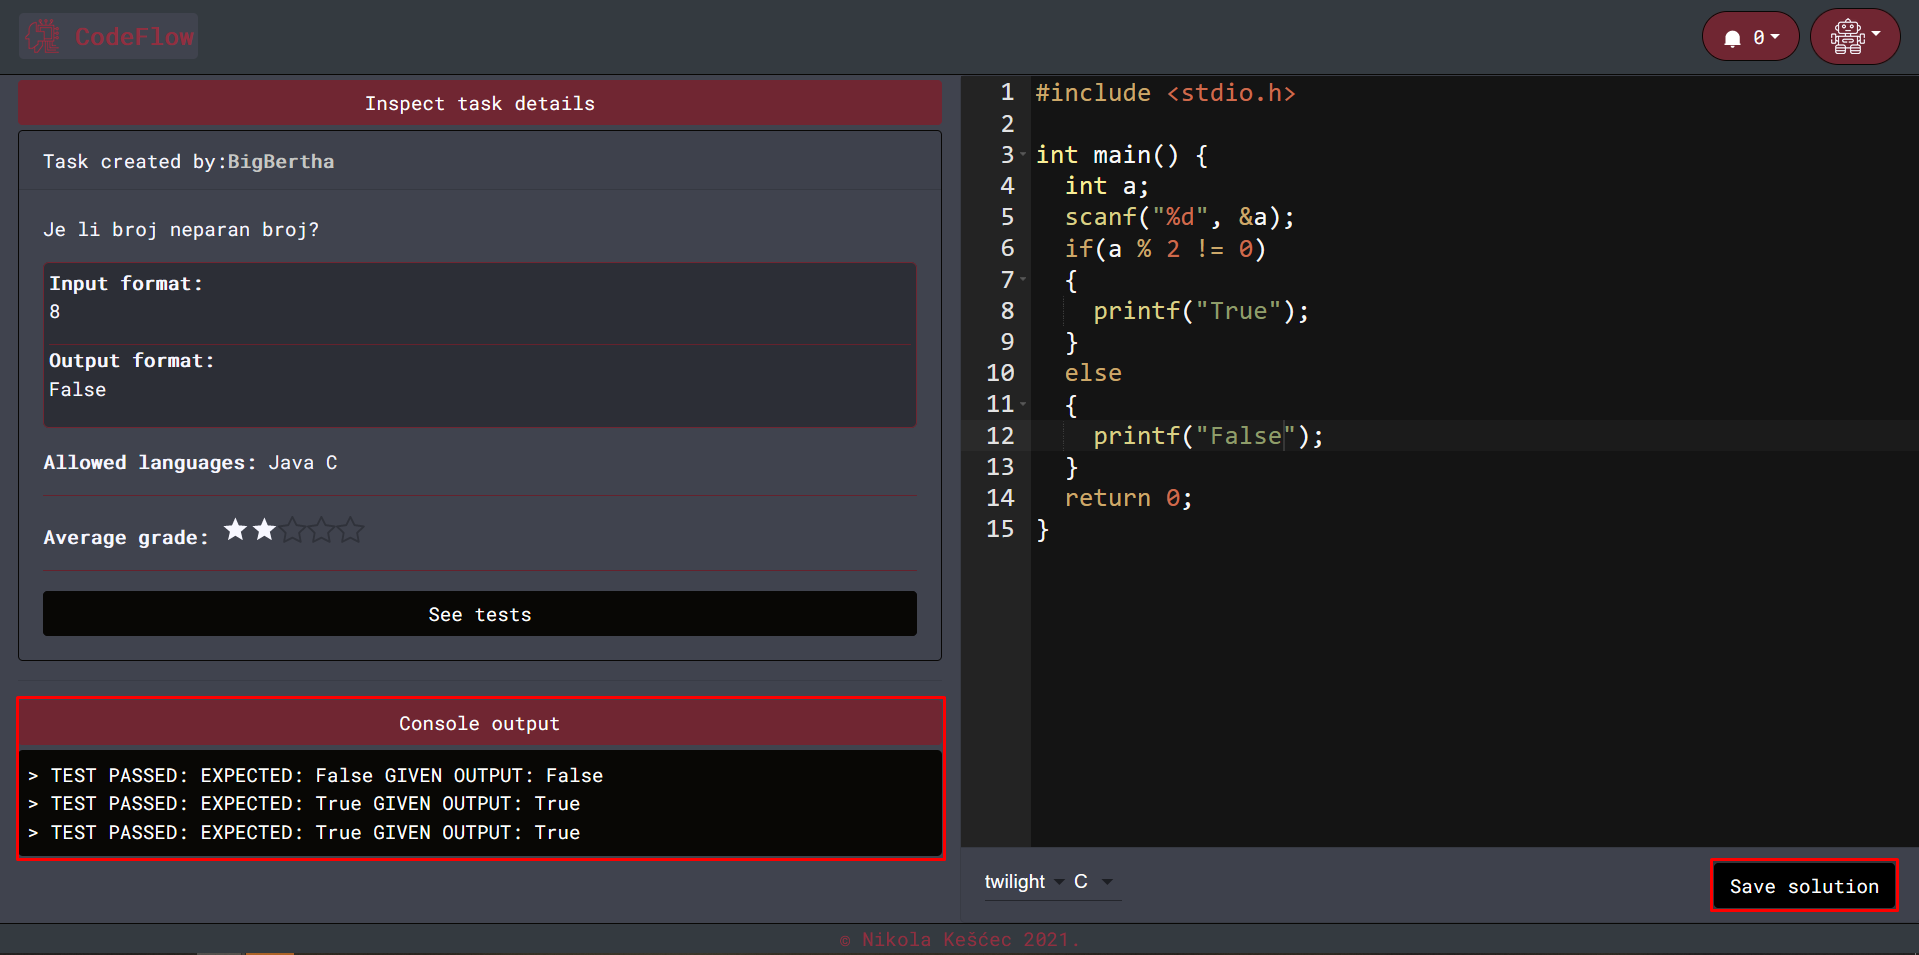 CodeFlow
0
Inspect task details
Task created by:BigBertha
Je li broj neparan broj?
Input format:
8
Output format:
False
Allowed languages: Java C
Average grade:
See tests
Console output
> TEST PASSED: EXPECTED: False GIVEN OUTPUT: False
> TEST PASSED: EXPECTED: True GIVEN OUTPUT: True
> TEST PASSED: EXPECTED: True GIVEN OUTPUT: True
1 #include <stdio.h>
2
3 int main() {
4   int a;
5   scanf("%d", &a);
6   if(a % 2 != 0)
7   {
8     printf("True");
9   }
10   else
11   {
12     printf("False");
13   }
14   return 0;
15 }
twilight C
Save solution
© Nikola Kešćec 2021.